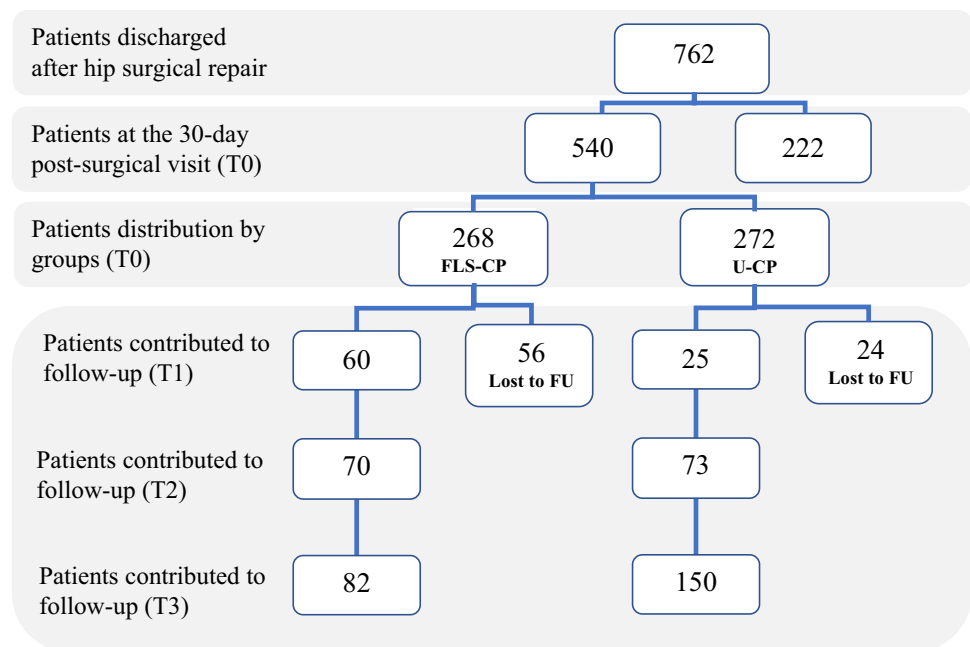 Patients discharged
after hip surgical repair
762
Patients at the 30-day
post-surgical visit (T0)
540
222
Patients distribution by
groups (T0)
268
FLS-CP
272
U-CP
Patients contributed to
follow-up (T1)
60
56
Lost to FU
25
24
Lost to FU
Patients contributed to
follow-up (T2)
70
73
Patients contributed to
follow-up (T3)
82
150